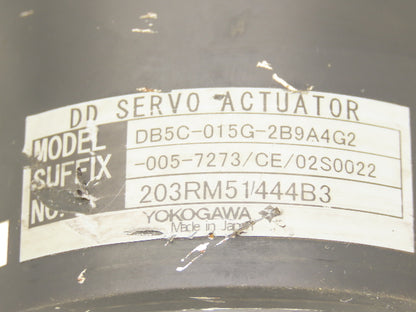 DD SERVO ACTUATOR
MODEL DB5C-015G-2B9A4G2
SUFFIX -005-7273/CE/02S0022
NO. 203RM51444B3
YOKOGAWA
Made in Japan